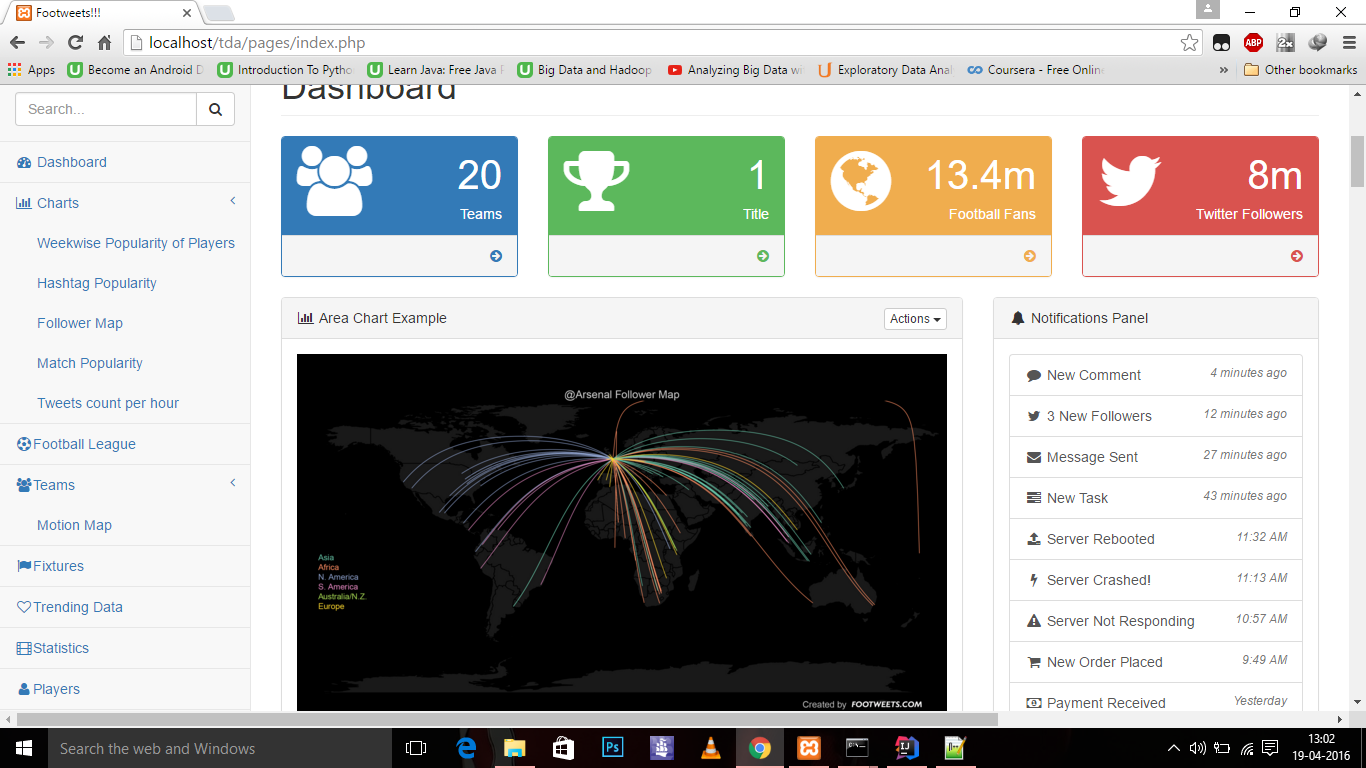 Footweets!!!
localhost/tda/pages/index.php
ABP
2x
Apps
Become an Android D
Introduction To Pytho
Learn Java: Free Java
Big Data and Hadoop
Analyzing Big Data wi
Exploratory Data Anal
Coursera - Free Onlin
»
Other bookmarks
Search...
Dashboard
Charts
Weekwise Popularity of Players
Hashtag Popularity
Follower Map
Match Popularity
Tweets count per hour
Football League
Teams
Motion Map
Fixtures
Trending Data
Statistics
Players
Dashboard
20
Teams
1
Title
13.4m
Football Fans
8m
Twitter Followers
Area Chart Example
Actions
@Arsenal Follower Map
Asia
Africa
N. America
S. America
Australia/N.Z.
Europe
Created by FOOTWEETS.COM
Notifications Panel
New Comment 4 minutes ago
3 New Followers 12 minutes ago
Message Sent 27 minutes ago
New Task 43 minutes ago
Server Rebooted 11:32 AM
Server Crashed! 11:13 AM
Server Not Responding 10:57 AM
New Order Placed 9:49 AM
Payment Received Yesterday
Search the web and Windows
Ps
13:02
19-04-2016